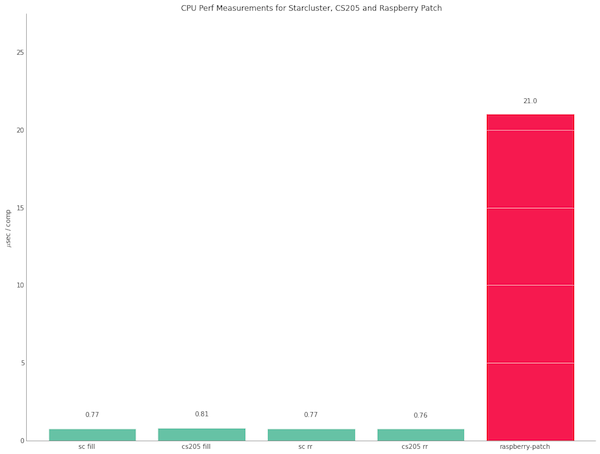 CPU Perf Measurements for Starcluster, CS205 and Raspberry Patch
25
20
15
10
5
0
μsec / comp
0.77
0.81
0.77
0.76
21.0
sc fill
cs205 fill
sc rr
cs205 rr
raspberry-patch